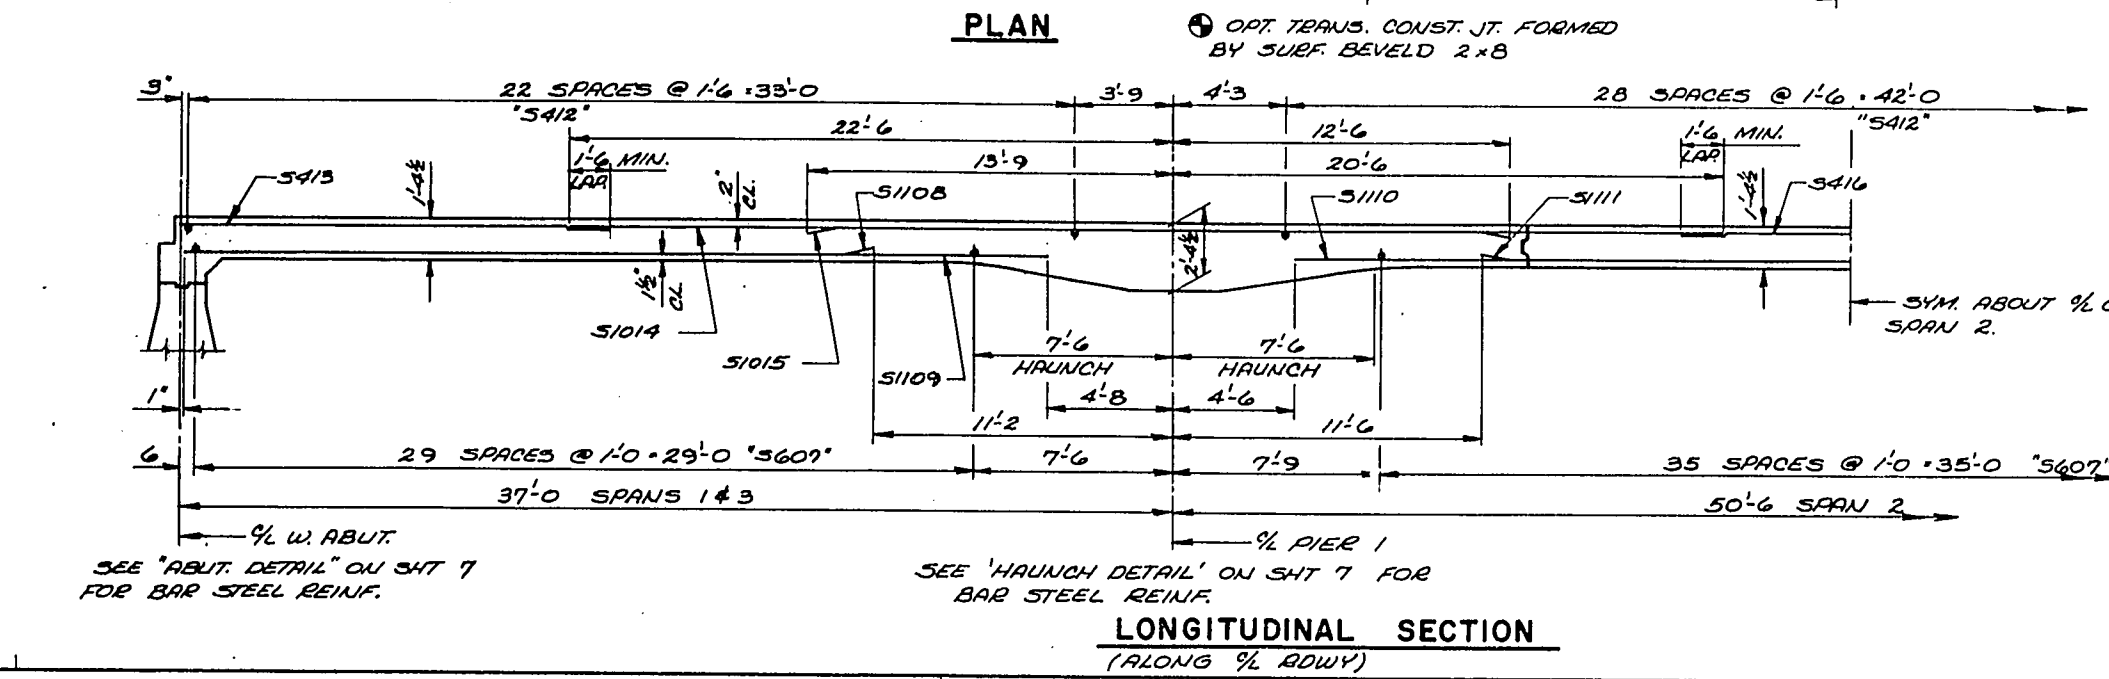 PLAN
OPT. TRANS. CONST. JT. FORMED
BY SURF. BEVELD 2x8
3"
22 SPACES @ 1'-6 = 33'-0
"S412"
3'-9
4'-3
28 SPACES @ 1'-6 = 42'-0
"S412"
22'-6
12'-6
1'-6 MIN.
LAP
1'-6 MIN.
LAP
13'-9
20'-6
S413
1'-4½
2"
CL.
S1108
S1110
S1111
1'-4½
S416
2'-4½
1½"
CL.
S1014
S1015
S1109
SYM. ABOUT C/L
SPAN 2.
7'-6
HAUNCH
7'-6
HAUNCH
1"
4'-8
4'-6
11'-2
11'-6
6
29 SPACES @ 1'-0 = 29'-0 "S607"
7'-6
7'-9
35 SPACES @ 1'-0 = 35'-0 "S607"
37'-0 SPANS 1 & 3
50'-6 SPAN 2
C/L W. ABUT.
C/L PIER 1
SEE "ABUT. DETAIL" ON SHT 7
FOR BAR STEEL REINF.
SEE 'HAUNCH DETAIL' ON SHT 7 FOR
BAR STEEL REINF.
LONGITUDINAL SECTION
(ALONG C/L RDWY)